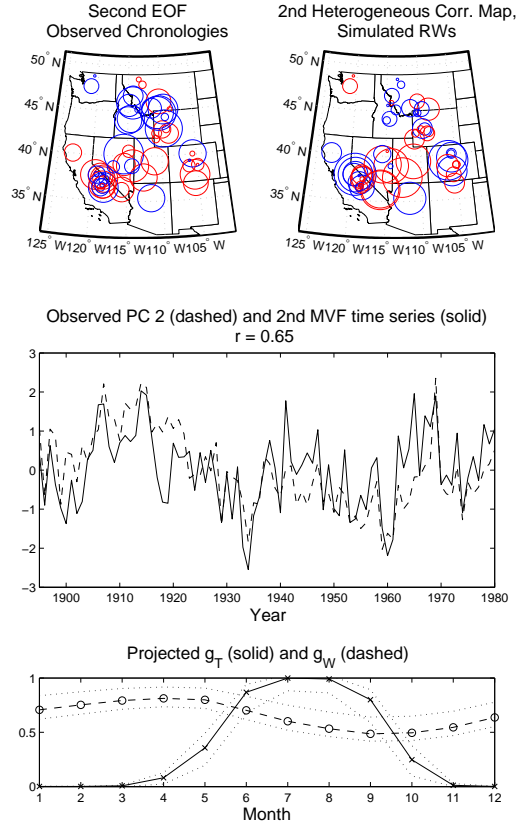 Second EOF
Observed Chronologies
2nd Heterogeneous Corr. Map,
Simulated RWs
50° N
45° N
40° N
35° N
125° W120° W115° W110° W105° W
50° N
45° N
40° N
35° N
125° W120° W115° W110° W105° W
Observed PC 2 (dashed) and 2nd MVF time series (solid)
r = 0.65
3
2
1
0
−1
−2
−3
1900 1910 1920 1930 1940 1950 1960 1970 1980
Year
Projected g_T (solid) and g_W (dashed)
1
0.5
0
1 2 3 4 5 6 7 8 9 10 11 12
Month